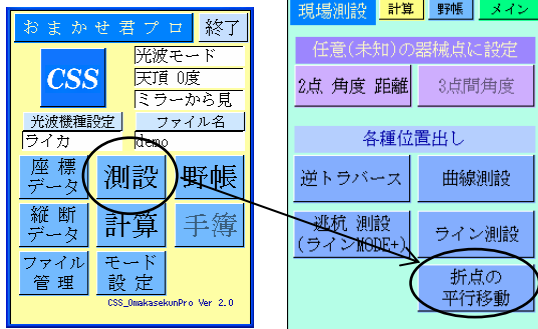 おまかせ君プロ
終了
CSS
光波モード
天頂 0度
ミラーから見
光波機種設定
ファイル名
ライカ
demo
座 標
データ
測設
野帳
縦 断
データ
計算
手簿
ファイル
管 理
モード
設 定
CSS_OmakasekunPro Ver 2.0
現場測設
計算
野帳
メイン
任意(未知)の器械点に設定
2点 角度 距離
3点間角度
各種位置出し
逆トラバース
曲線測設
逃杭 測設
(ラインMODE+)
ライン測設
折点の
平行移動